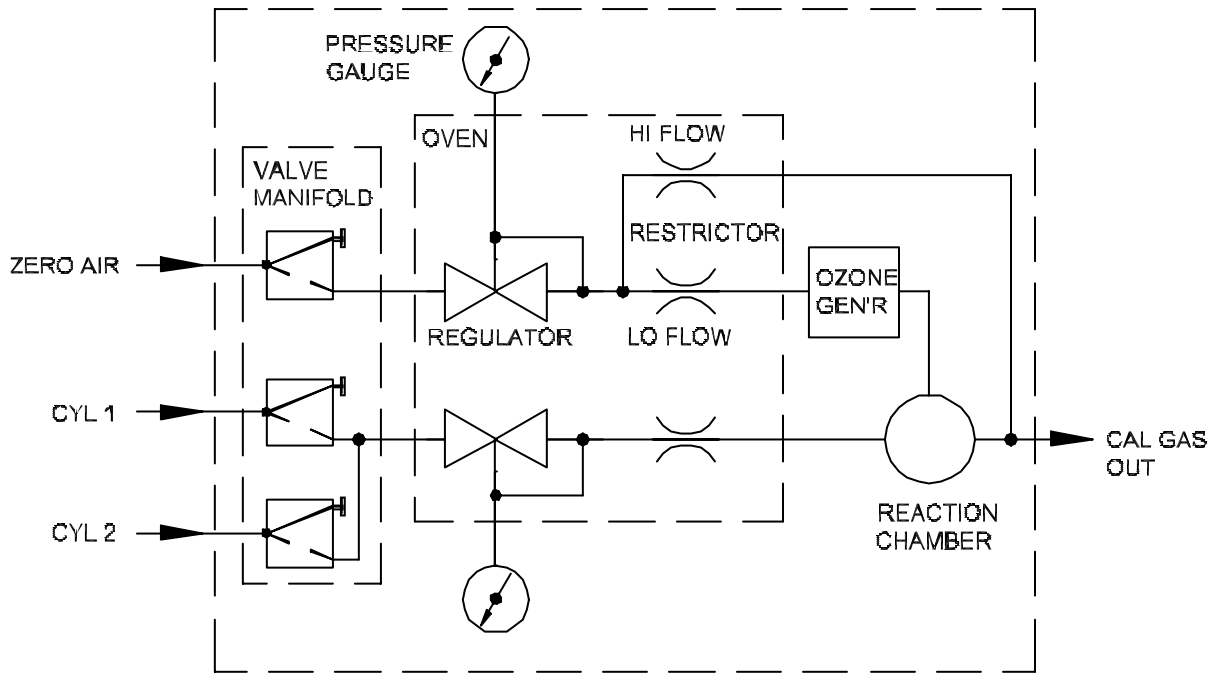 PRESSURE
GAUGE
OVEN
HI FLOW
VALVE
MANIFOLD
RESTRICTOR
ZERO AIR
OZONE
GEN'R
REGULATOR
LO FLOW
CYL 1
CAL GAS
OUT
REACTION
CHAMBER
CYL 2